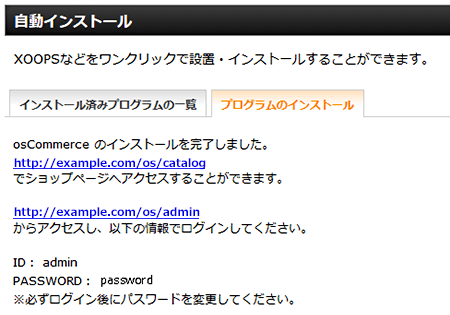 自動インストール
XOOPSなどをワンクリックで設置・インストールすることができます。
インストール済みプログラムの一覧
プログラムのインストール
osCommerce のインストールを完了しました。
http://example.com/os/catalog
でショップページへアクセスすることができます。
http://example.com/os/admin
からアクセスし、以下の情報でログインしてください。
ID： admin
PASSWORD： password
※必ずログイン後にパスワードを変更してください。